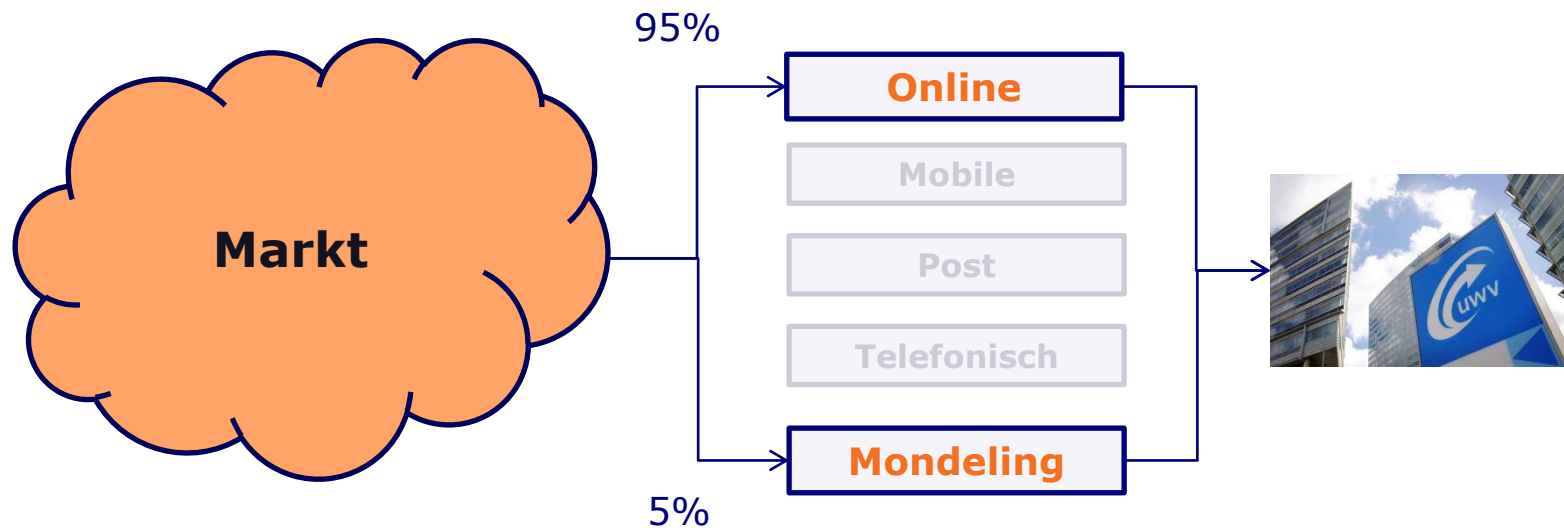 95%
Online
Mobile
Markt
Post
Telefonisch
Mondeling
5%
UWV